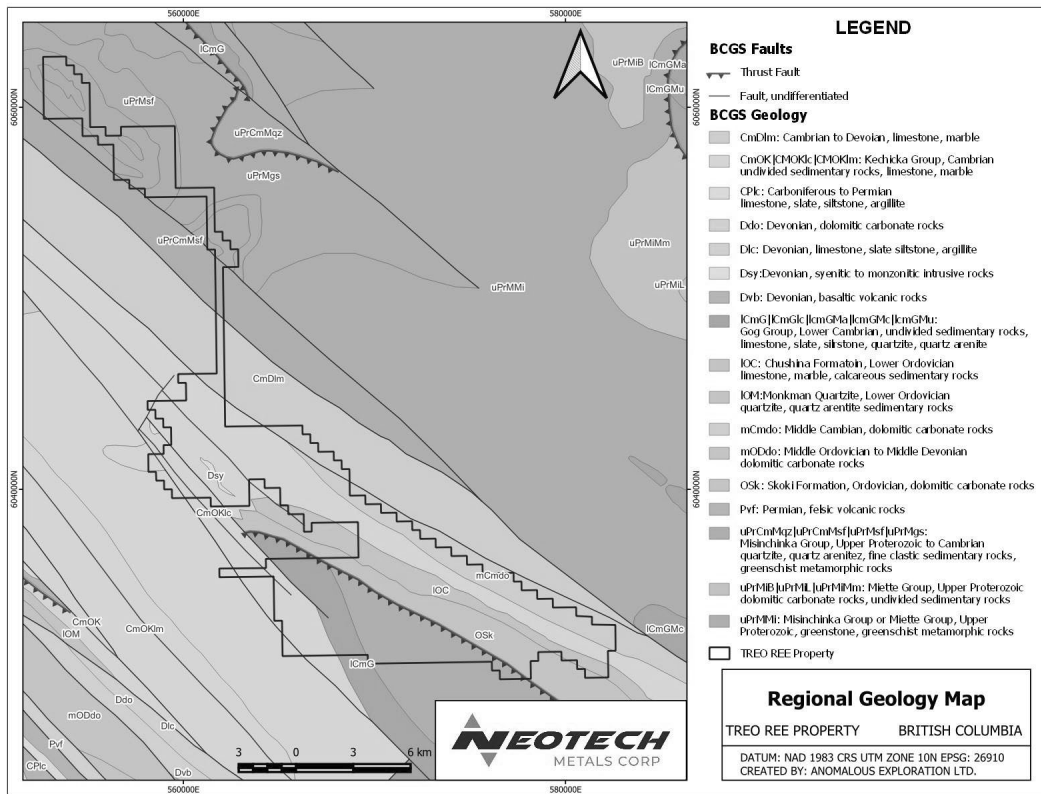 560000E
580000E
6060000N
6060000N
6040000N
6040000N
560000E
580000E
lCmG
uPrMiB
lCmGMa
lCmGMu
uPrMsf
uPrCmMqz
uPrMgs
uPrCmMsf
uPrMiMm
uPrMMi
uPrMiL
CmDlm
Dsy
CmOKlc
mCmdo
lOC
CmOK
lOM
CmOKlm
OSk
lCmGMc
lCmG
Ddo
mODdo
Dlc
Pvf
CPlc
Dvb
3 0 3 6 km
NEOTECH
METALS CORP
LEGEND
BCGS Faults
Thrust Fault
Fault, undifferentiated
BCGS Geology
CmDlm: Cambrian to Devoian, limestone, marble
CmOK|CMOKlc|CMOKlm: Kechicka Group, Cambrian
undivided sedimentary rocks, limestone, marble
CPlc: Carboniferous to Permian
limestone, slate, siltstone, argillite
Ddo: Devonian, dolomitic carbonate rocks
Dlc: Devonian, limestone, slate siltstone, argillite
Dsy:Devonian, syenitic to monzonitic intrusive rocks
Dvb: Devonian, basaltic volcanic rocks
lCmG|lCmGlc|lcmGMa|lcmGMc|lcmGMu:
Gog Group, Lower Cambrian, undivided sedimentary rocks,
limestone, slate, silrstone, quartzite, quartz arenite
lOC: Chushina Formatoin, Lower Ordovician
limestone, marble, calcareous sedimentary rocks
lOM:Monkman Quartzite, Lower Ordovician
quartzite, quartz arentite sedimentary rocks
mCmdo: Middle Cambian, dolomitic carbonate rocks
mODdo: Middle Ordovician to Middle Devonian
dolomitic carbonate rocks
OSk: Skoki Formation, Ordovician, dolomitic carbonate rocks
Pvf: Permian, felsic volcanic rocks
uPrCmMqz|uPrCmMsf|uPrMsf|uPrMgs:
Misinchinka Group, Upper Proterozoic to Cambrian
quartzite, quartz arenitez, fine clastic sedimentary rocks,
greenschist metamorphic rocks
uPrMiB|uPrMiL|uPrMiMm: Miette Group, Upper Proterozoic
dolomitic carbonate rocks, undivided sedimentary rocks
uPrMMi: Misinchinka Group or Miette Group, Upper
Proterozoic, greenstone, greenschist metamorphic rocks
TREO REE Property
Regional Geology Map
TREO REE PROPERTY BRITISH COLUMBIA
DATUM: NAD 1983 CRS UTM ZONE 10N EPSG: 26910
CREATED BY: ANOMALOUS EXPLORATION LTD.